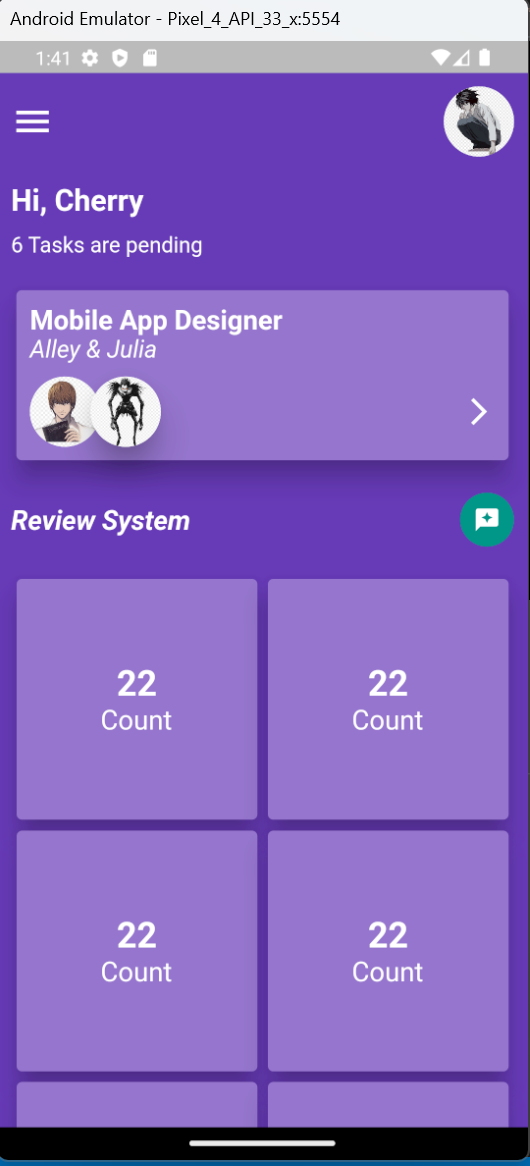 Android Emulator - Pixel_4_API_33_x:5554
1:41
Hi, Cherry
6 Tasks are pending
Mobile App Designer
Alley & Julia
Review System
22
Count
22
Count
22
Count
22
Count